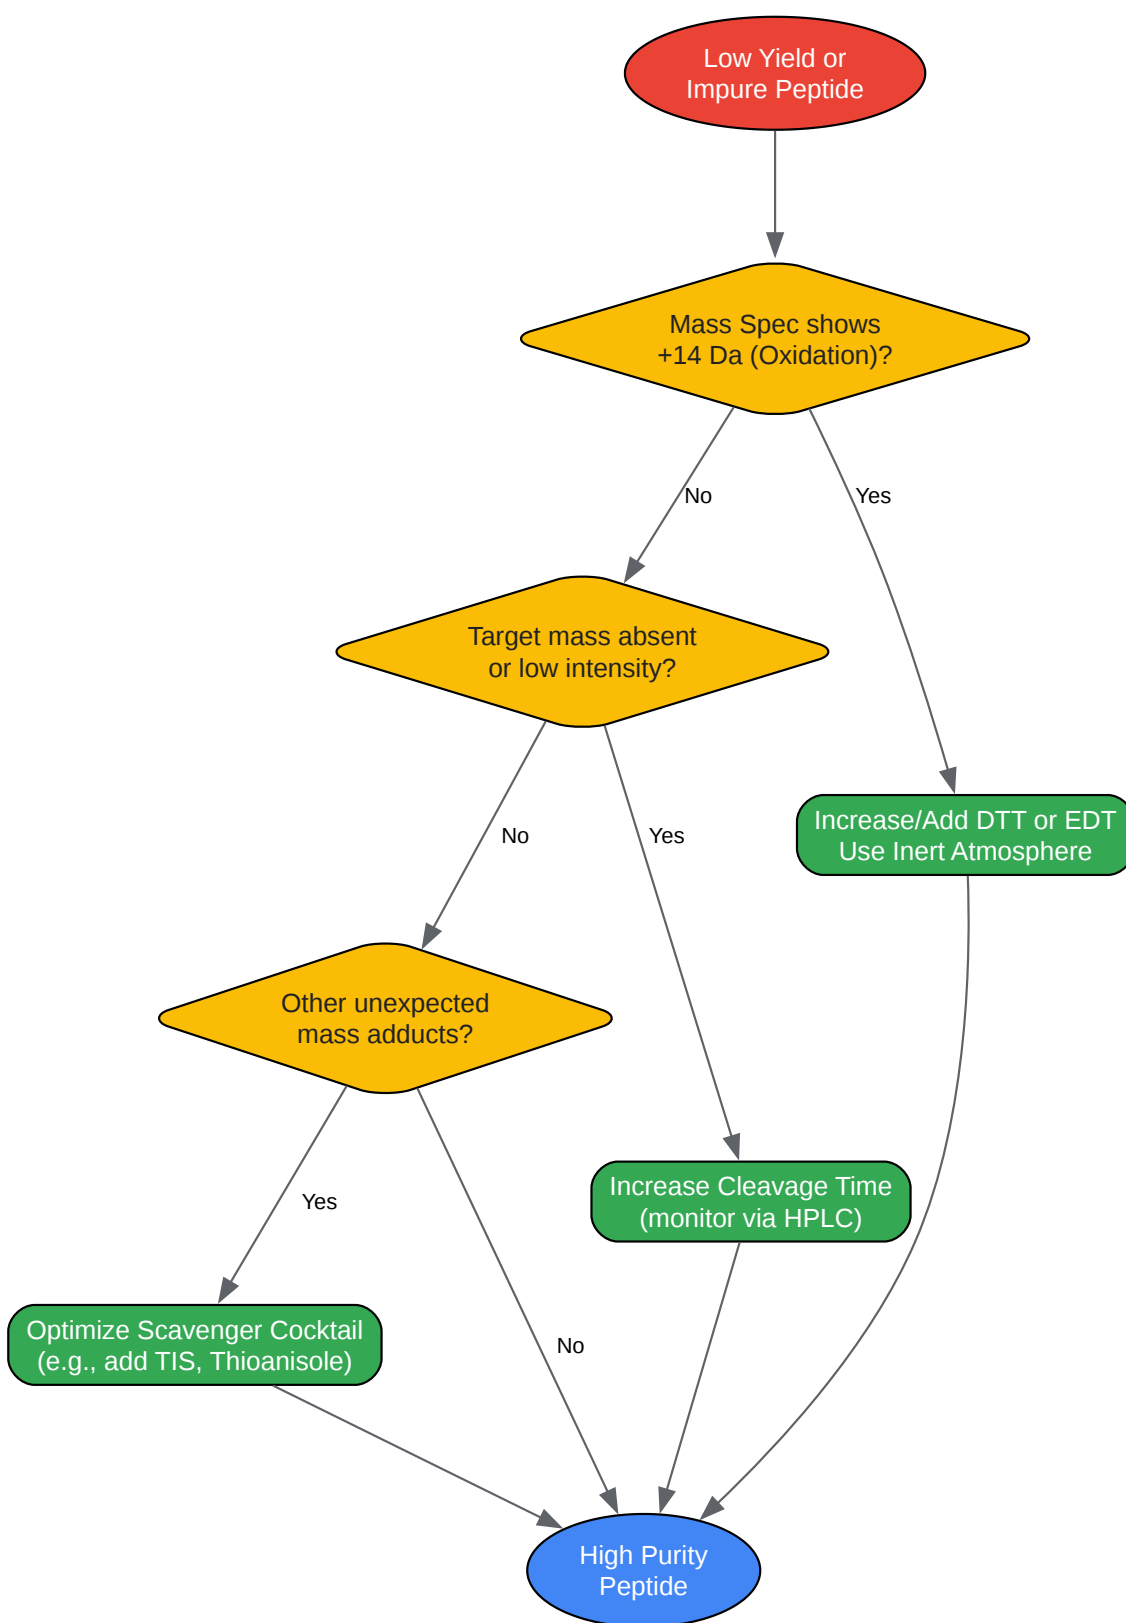 Low Yield or
Impure Peptide
Mass Spec shows
+14 Da (Oxidation)?
No
Yes
Target mass absent
or low intensity?
Increase/Add DTT or EDT
Use Inert Atmosphere
No
Yes
Other unexpected
mass adducts?
Increase Cleavage Time
(monitor via HPLC)
Yes
No
Optimize Scavenger Cocktail
(e.g., add TIS, Thioanisole)
High Purity
Peptide